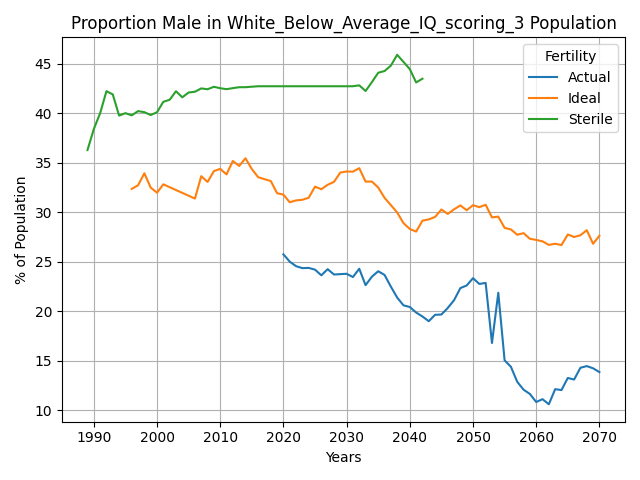 Proportion Male in White_Below_Average_IQ_scoring_3 Population
Fertility
Actual
Ideal
Sterile
% of Population
45
40
35
30
25
20
15
10
1990 2000 2010 2020 2030 2040 2050 2060 2070
Years